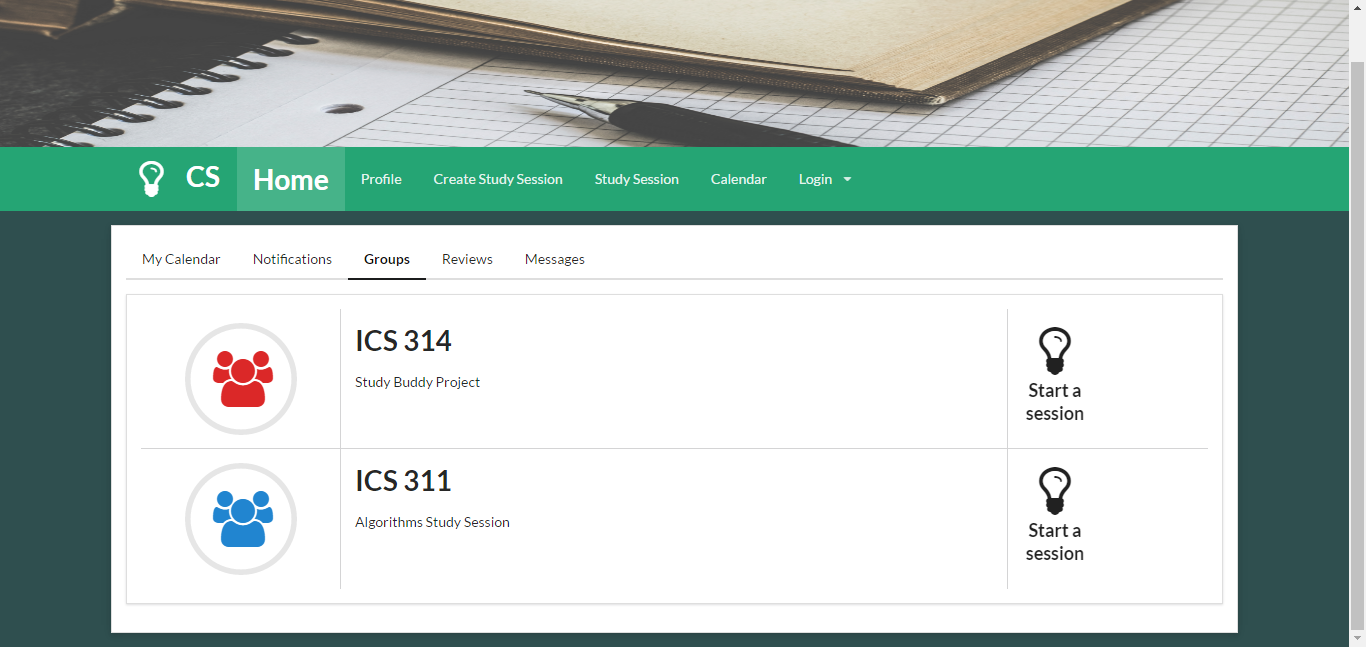 CS Home Profile Create Study Session Study Session Calendar Login
My Calendar Notifications Groups Reviews Messages
ICS 314
Study Buddy Project
Start a
session
ICS 311
Algorithms Study Session
Start a
session